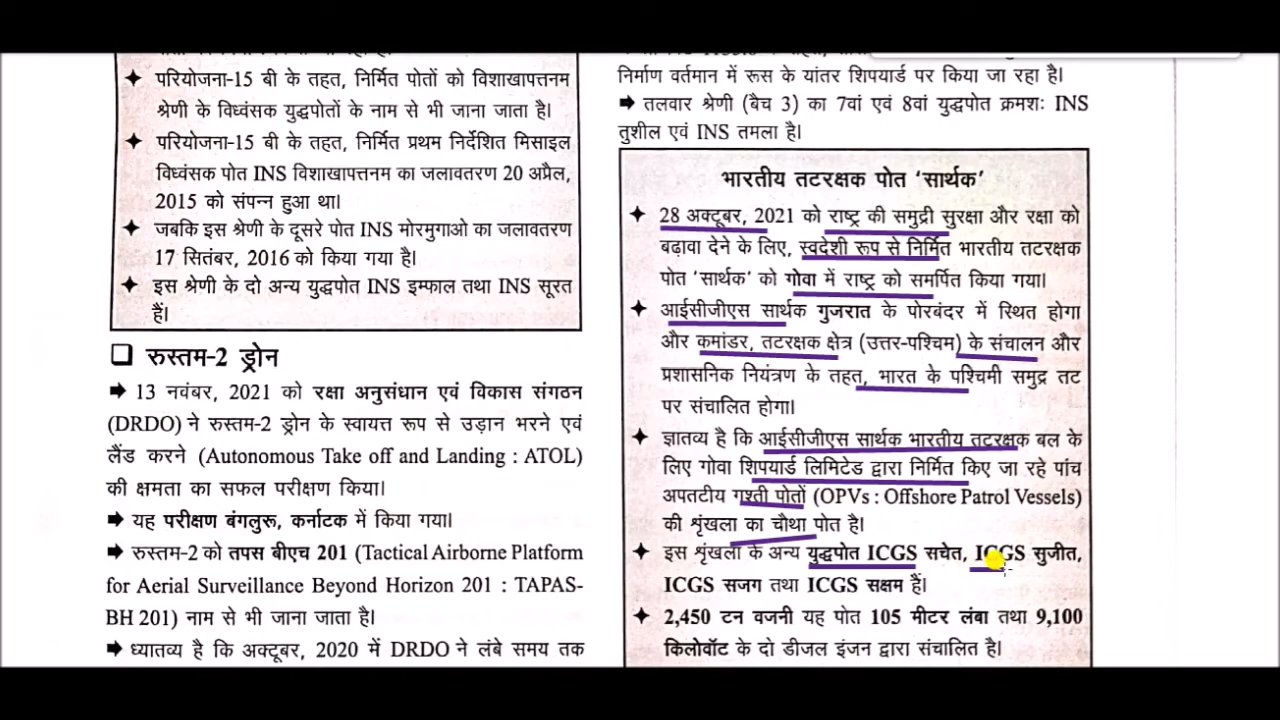 ✦ परियोजना-15 बी के तहत, निर्मित पोतों को विशाखापत्तनम
श्रेणी के विध्वंसक युद्धपोतों के नाम से भी जाना जाता है।
✦ परियोजना-15 बी के तहत, निर्मित प्रथम निर्देशित मिसाइल
विध्वंसक पोत INS विशाखापत्तनम का जलावतरण 20 अप्रैल,
2015 को संपन्न हुआ था।
✦ जबकि इस श्रेणी के दूसरे पोत INS मोरमुगाओ का जलावतरण
17 सितंबर, 2016 को किया गया है।
✦ इस श्रेणी के दो अन्य युद्धपोत INS इम्फाल तथा INS सूरत
हैं।
❑ रुस्तम-2 ड्रोन
➡ 13 नवंबर, 2021 को रक्षा अनुसंधान एवं विकास संगठन
(DRDO) ने रुस्तम-2 ड्रोन के स्वायत्त रूप से उड़ान भरने एवं
लैंड करने (Autonomous Take off and Landing : ATOL)
की क्षमता का सफल परीक्षण किया।
➡ यह परीक्षण बंगलुरू, कर्नाटक में किया गया।
➡ रुस्तम-2 को तपस बीएच 201 (Tactical Airborne Platform
for Aerial Surveillance Beyond Horizon 201 : TAPAS-
BH 201) नाम से भी जाना जाता है।
➡ ध्यातव्य है कि अक्टूबर, 2020 में DRDO ने लंबे समय तक
निर्माण वर्तमान में रूस के यांतर शिपयार्ड पर किया जा रहा है।
➡ तलवार श्रेणी (बैच 3) का 7वां एवं 8वां युद्धपोत क्रमशः INS
तुशील एवं INS तमला है।
भारतीय तटरक्षक पोत ‘सार्थक’
✦ 28 अक्टूबर, 2021 को राष्ट्र की समुद्री सुरक्षा और रक्षा को
बढ़ावा देने के लिए, स्वदेशी रूप से निर्मित भारतीय तटरक्षक
पोत ‘सार्थक’ को गोवा में राष्ट्र को समर्पित किया गया।
✦ आईसीजीएस सार्थक गुजरात के पोरबंदर में स्थित होगा
और कमांडर, तटरक्षक क्षेत्र (उत्तर-पश्चिम) के संचालन और
प्रशासनिक नियंत्रण के तहत, भारत के पश्चिमी समुद्र तट
पर संचालित होगा।
✦ ज्ञातव्य है कि आईसीजीएस सार्थक भारतीय तटरक्षक बल के
लिए गोवा शिपयार्ड लिमिटेड द्वारा निर्मित किए जा रहे पांच
अपतटीय गश्ती पोतों (OPVs : Offshore Patrol Vessels)
की शृंखला का चौथा पोत है।
✦ इस शृंखला के अन्य युद्धपोत ICGS सचेत, ICGS सुजीत,
ICGS सजग तथा ICGS सक्षम हैं।
✦ 2,450 टन वजनी यह पोत 105 मीटर लंबा तथा 9,100
किलोवॉट के दो डीजल इंजन द्वारा संचालित है।